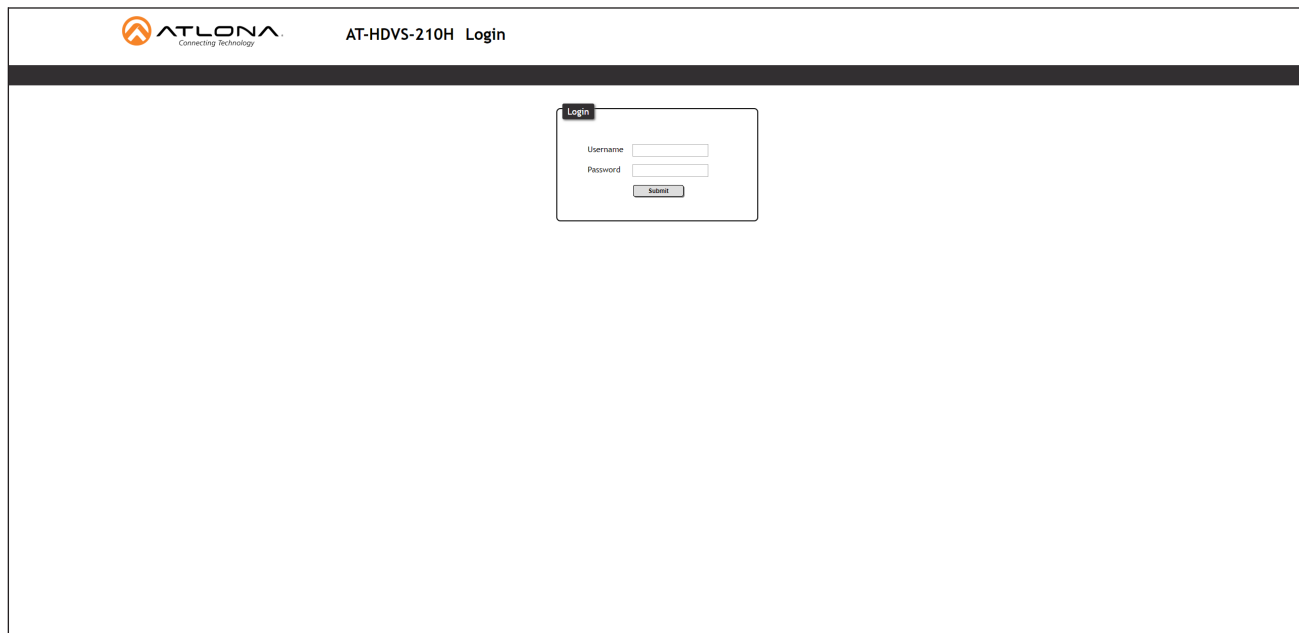 ATLONA.
Connecting Technology
AT-HDVS-210H Login
Login
Username
Password
Submit